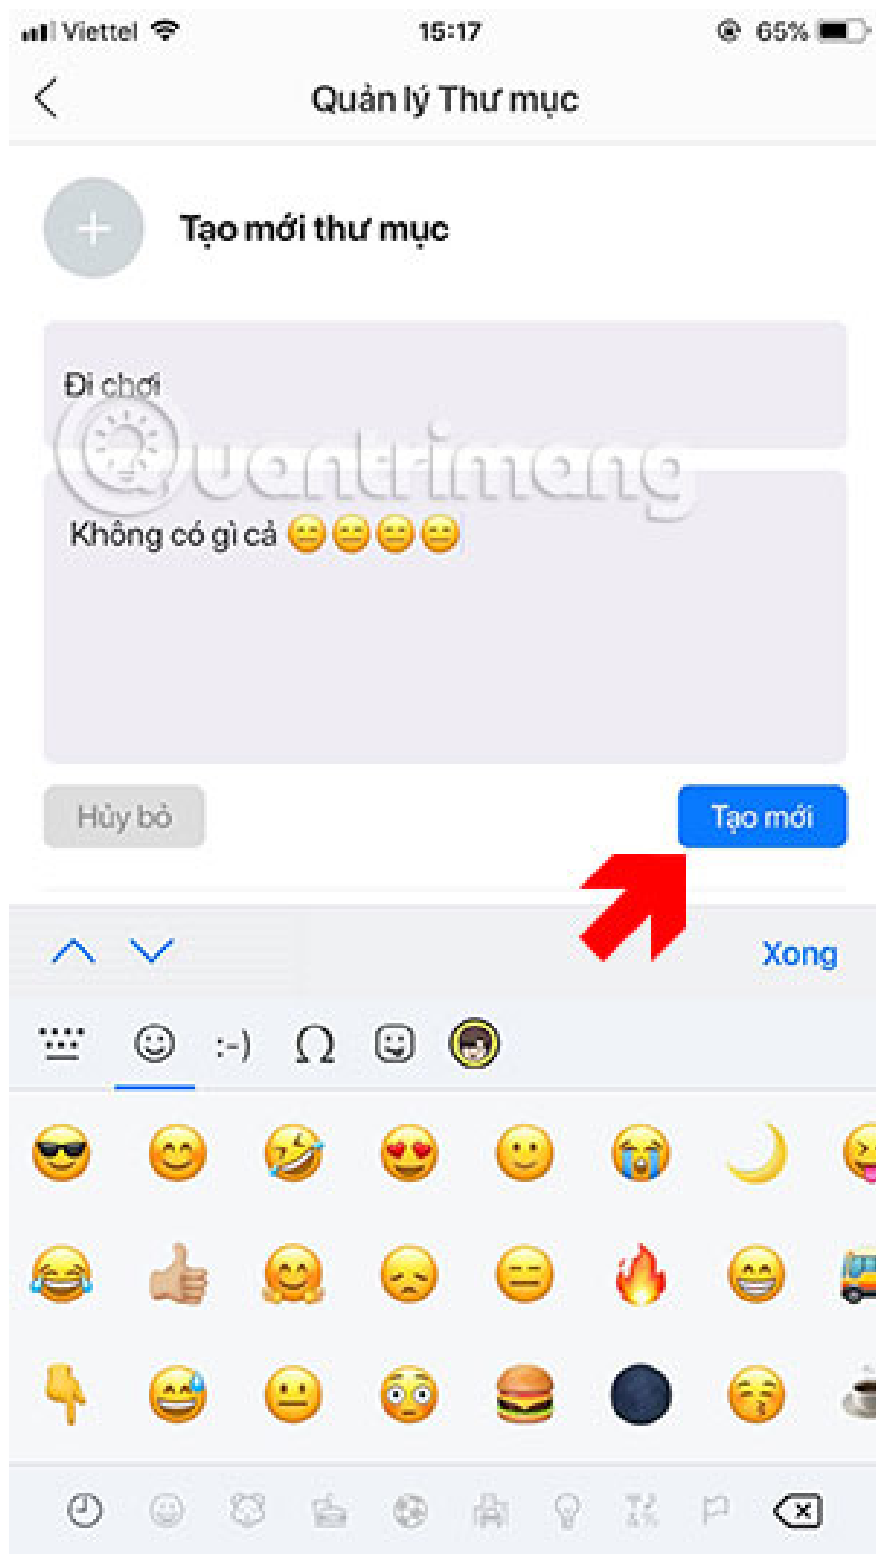 Viettel 15:17 65%
Quản lý Thư mục
Tạo mới thư mục
Đi chơi
Quantrimang
Không có gì cả 😑😑😑😑
Hủy bỏ Tạo mới
Xong
:-) Ω